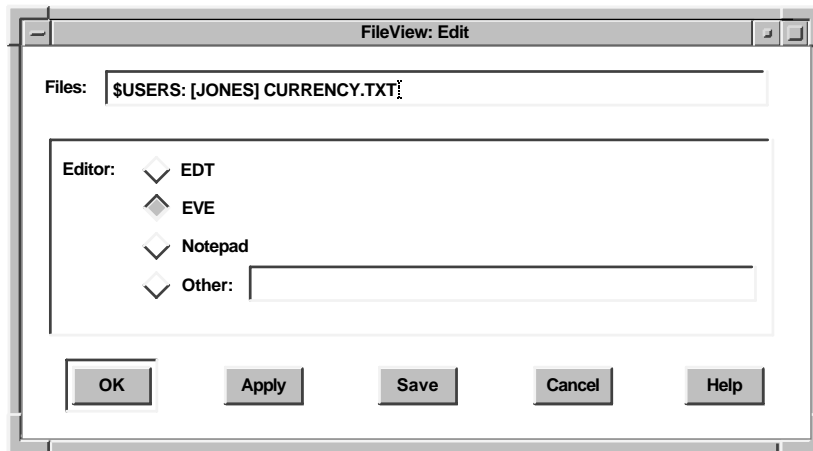 FileView: Edit
Files: $USERS: [JONES] CURRENCY.TXT
Editor: EDT
EVE
Notepad
Other:
OK Apply Save Cancel Help